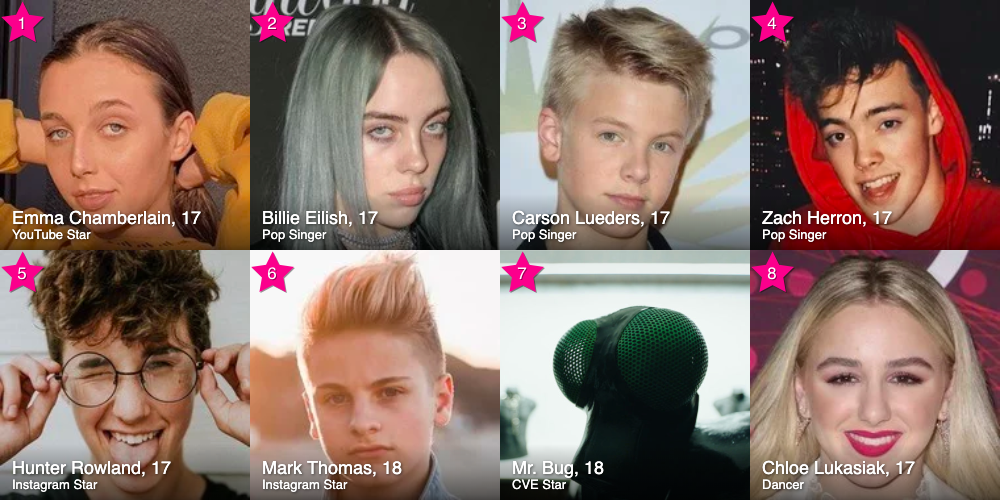 1
2
3
4
Emma Chamberlain, 17
YouTube Star
Billie Eilish, 17
Pop Singer
Carson Lueders, 17
Pop Singer
Zach Herron, 17
Pop Singer
5
6
7
8
Hunter Rowland, 17
Instagram Star
Mark Thomas, 18
Instagram Star
Mr. Bug, 18
CVE Star
Chloe Lukasiak, 17
Dancer